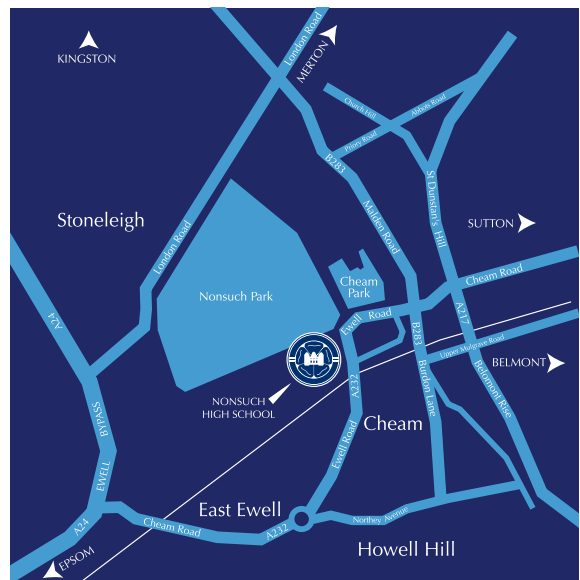 KINGSTON
London Road
MERTON
Church Hill
Abbots Road
Priory Road
B283
St Dunstan's Hill
Stoneleigh
London Road
Malden Road
SUTTON
Cheam Road
Nonsuch Park
Cheam
Park
Ewell Road
A217
A24
B283
Upper Mulgrave Road
BELMONT
NONSUCH
HIGH SCHOOL
A232
Burdon Lane
Belomont Rise
BYPASS
Cheam
Ewell Road
EWELL
East Ewell
A24
Cheam Road
A232
Northey Avenue
Howell Hill
EPSOM